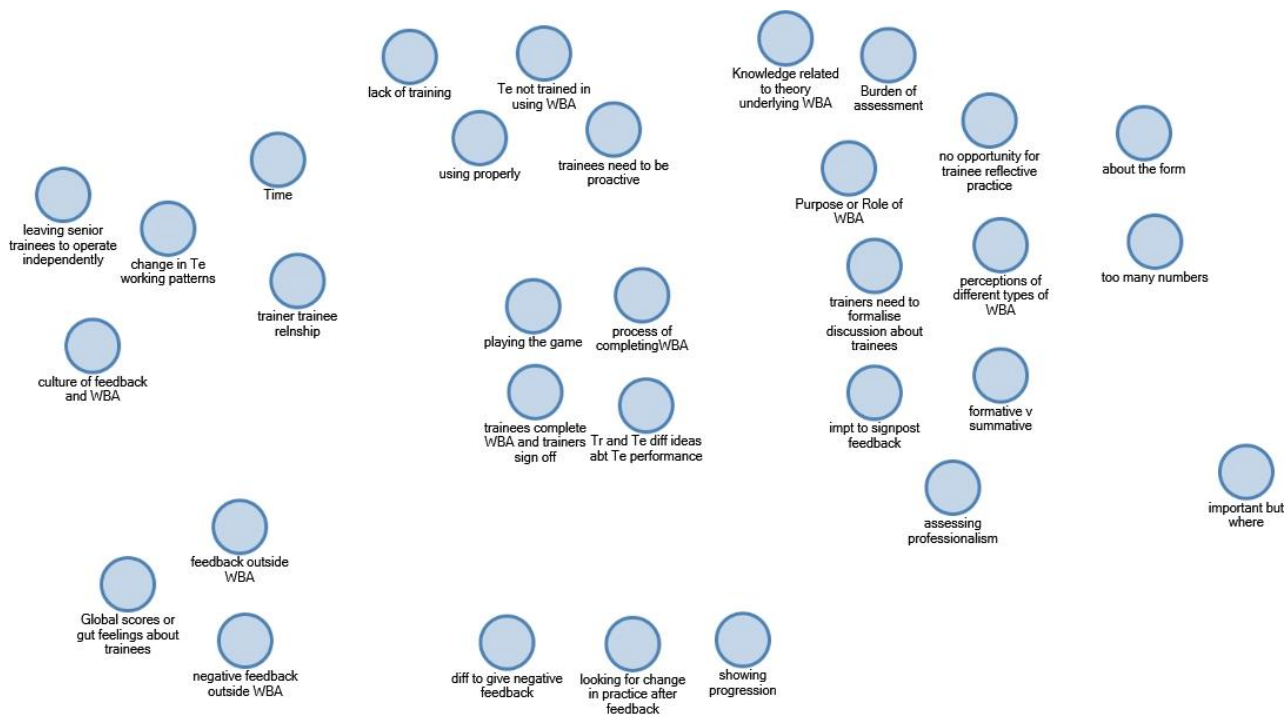 lack of training
Te not trained in
using WBA
Knowledge related
to theory
underlying WBA
Burden of
assessment
using properly
trainees need to be
proactive
no opportunity for
trainee reflective
practice
about the form
Time
Purpose or Role of
WBA
leaving senior
trainees to operate
independently
change in Te
working patterns
trainer trainee
relnship
playing the game
process of
completing WBA
trainers need to
formalise
discussion about
trainees
perceptions of
different types of
WBA
too many numbers
culture of feedback
and WBA
trainees complete
WBA and trainers
sign off
Tr and Te diff ideas
abt Te performance
impt to signpost
feedback
formative v
summative
assessing
professionalism
important but
where
feedback outside
WBA
Global scores or
gut feelings about
trainees
negative feedback
outside WBA
diff to give negative
feedback
looking for change
in practice after
feedback
showing
progression